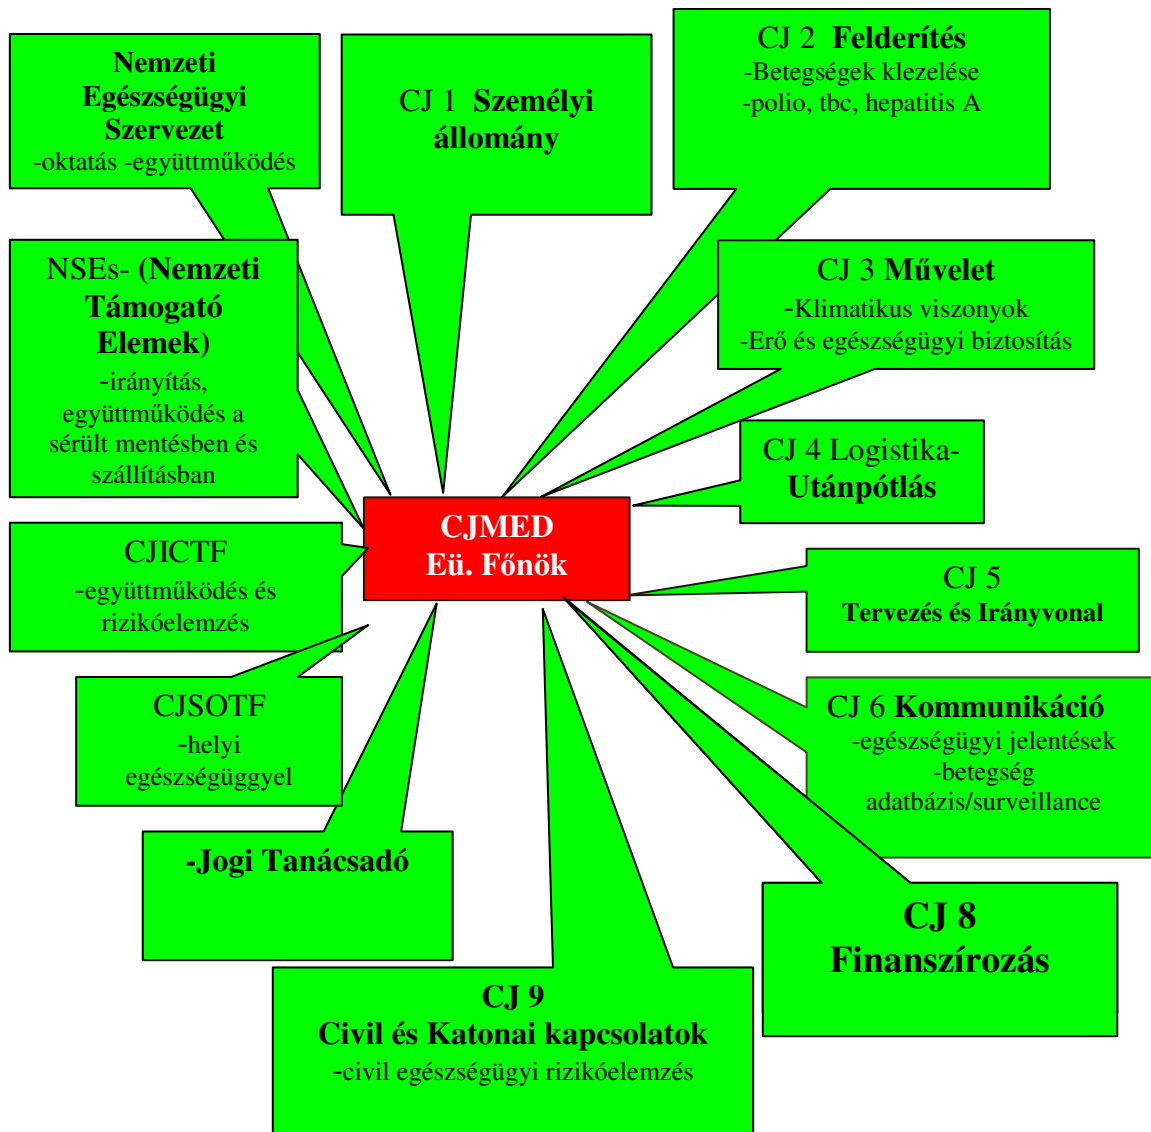 Nemzeti
Egészségügyi
Szervezet
-oktatás -együttműködés
CJ 1 Személyi
állomány
CJ 2 Felderítés
-Betegségek klezelése
-polio, tbc, hepatitis A
NSEs- (Nemzeti
Támogató
Elemek)
-irányítás,
együttműködés a
sérült mentésben és
szállításban
CJ 3 Művelet
-Klimatikus viszonyok
-Erő és egészségügyi biztosítás
CJ 4 Logistika-
Utánpótlás
CJMED
Eü. Főnök
CJICTF
-együttműködés és
rizikóelemzés
CJ 5
Tervezés és Irányvonal
CJSOTF
-helyi
egészségüggyel
CJ 6 Kommunikáció
-egészségügyi jelentések
-betegség
adatbázis/surveillance
-Jogi Tanácsadó
CJ 8
Finanszírozás
CJ 9
Civil és Katonai kapcsolatok
-civil egészségügyi rizikóelemzés